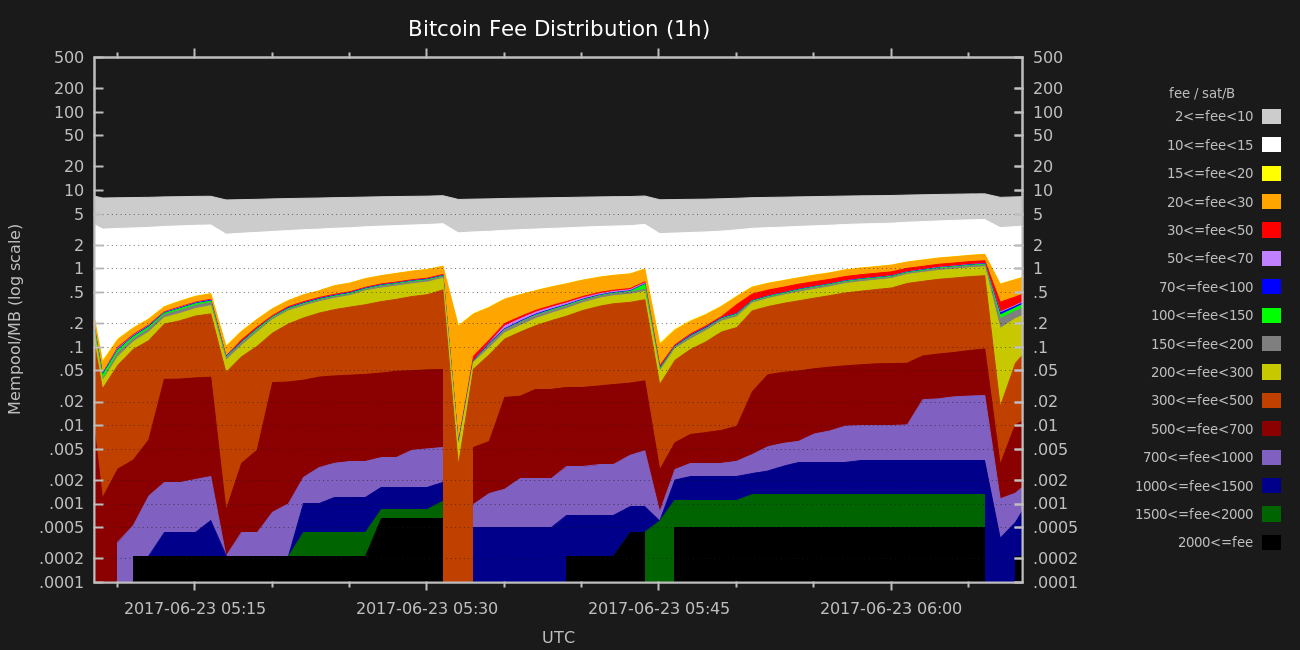 Bitcoin Fee Distribution (1h)
Mempool/MB (log scale)
500
200
100
50
20
10
5
2
1
.5
.2
.1
.05
.02
.01
.005
.002
.001
.0005
.0002
.0001
500
200
100
50
20
10
5
2
1
.5
.2
.1
.05
.02
.01
.005
.002
.001
.0005
.0002
.0001
2017-06-23 05:15
2017-06-23 05:30
2017-06-23 05:45
2017-06-23 06:00
UTC
fee / sat/B
2<=fee<10
10<=fee<15
15<=fee<20
20<=fee<30
30<=fee<50
50<=fee<70
70<=fee<100
100<=fee<150
150<=fee<200
200<=fee<300
300<=fee<500
500<=fee<700
700<=fee<1000
1000<=fee<1500
1500<=fee<2000
2000<=fee